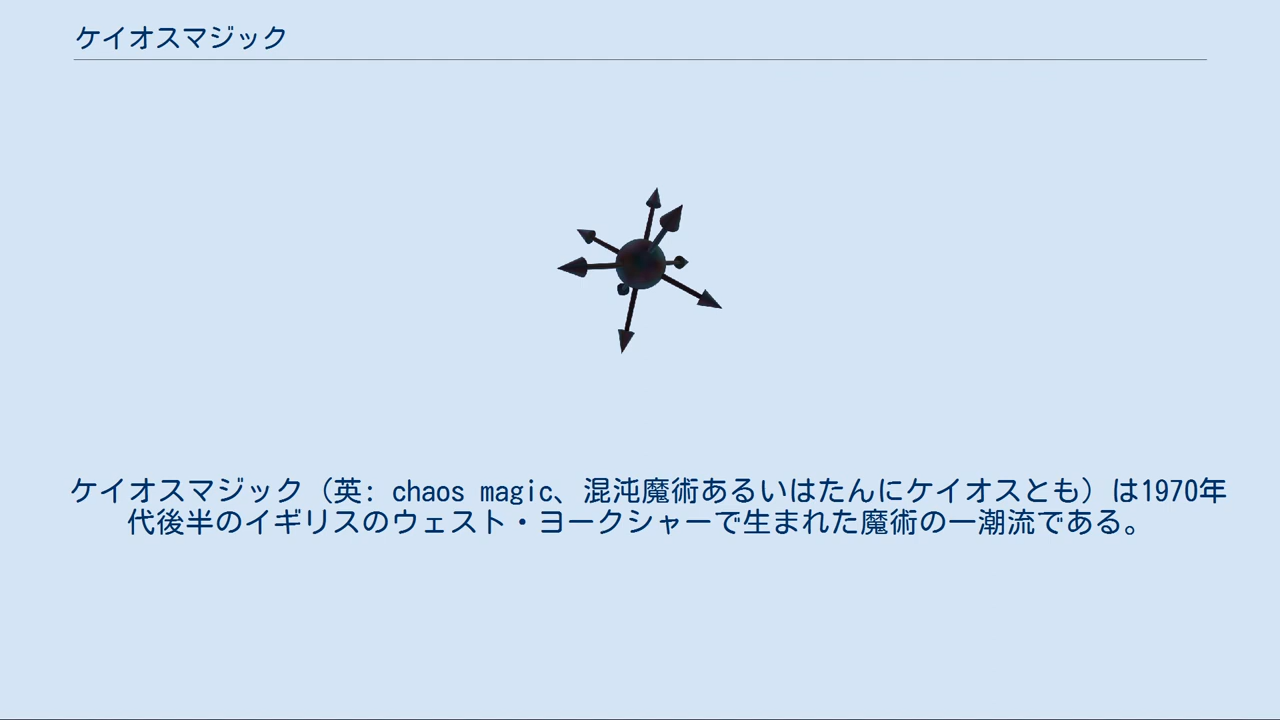 ケイオスマジック
ケイオスマジック（英: chaos magic、混沌魔術あるいはたんにケイオスとも）は1970年
代後半のイギリスのウェスト・ヨークシャーで生まれた魔術の一潮流である。